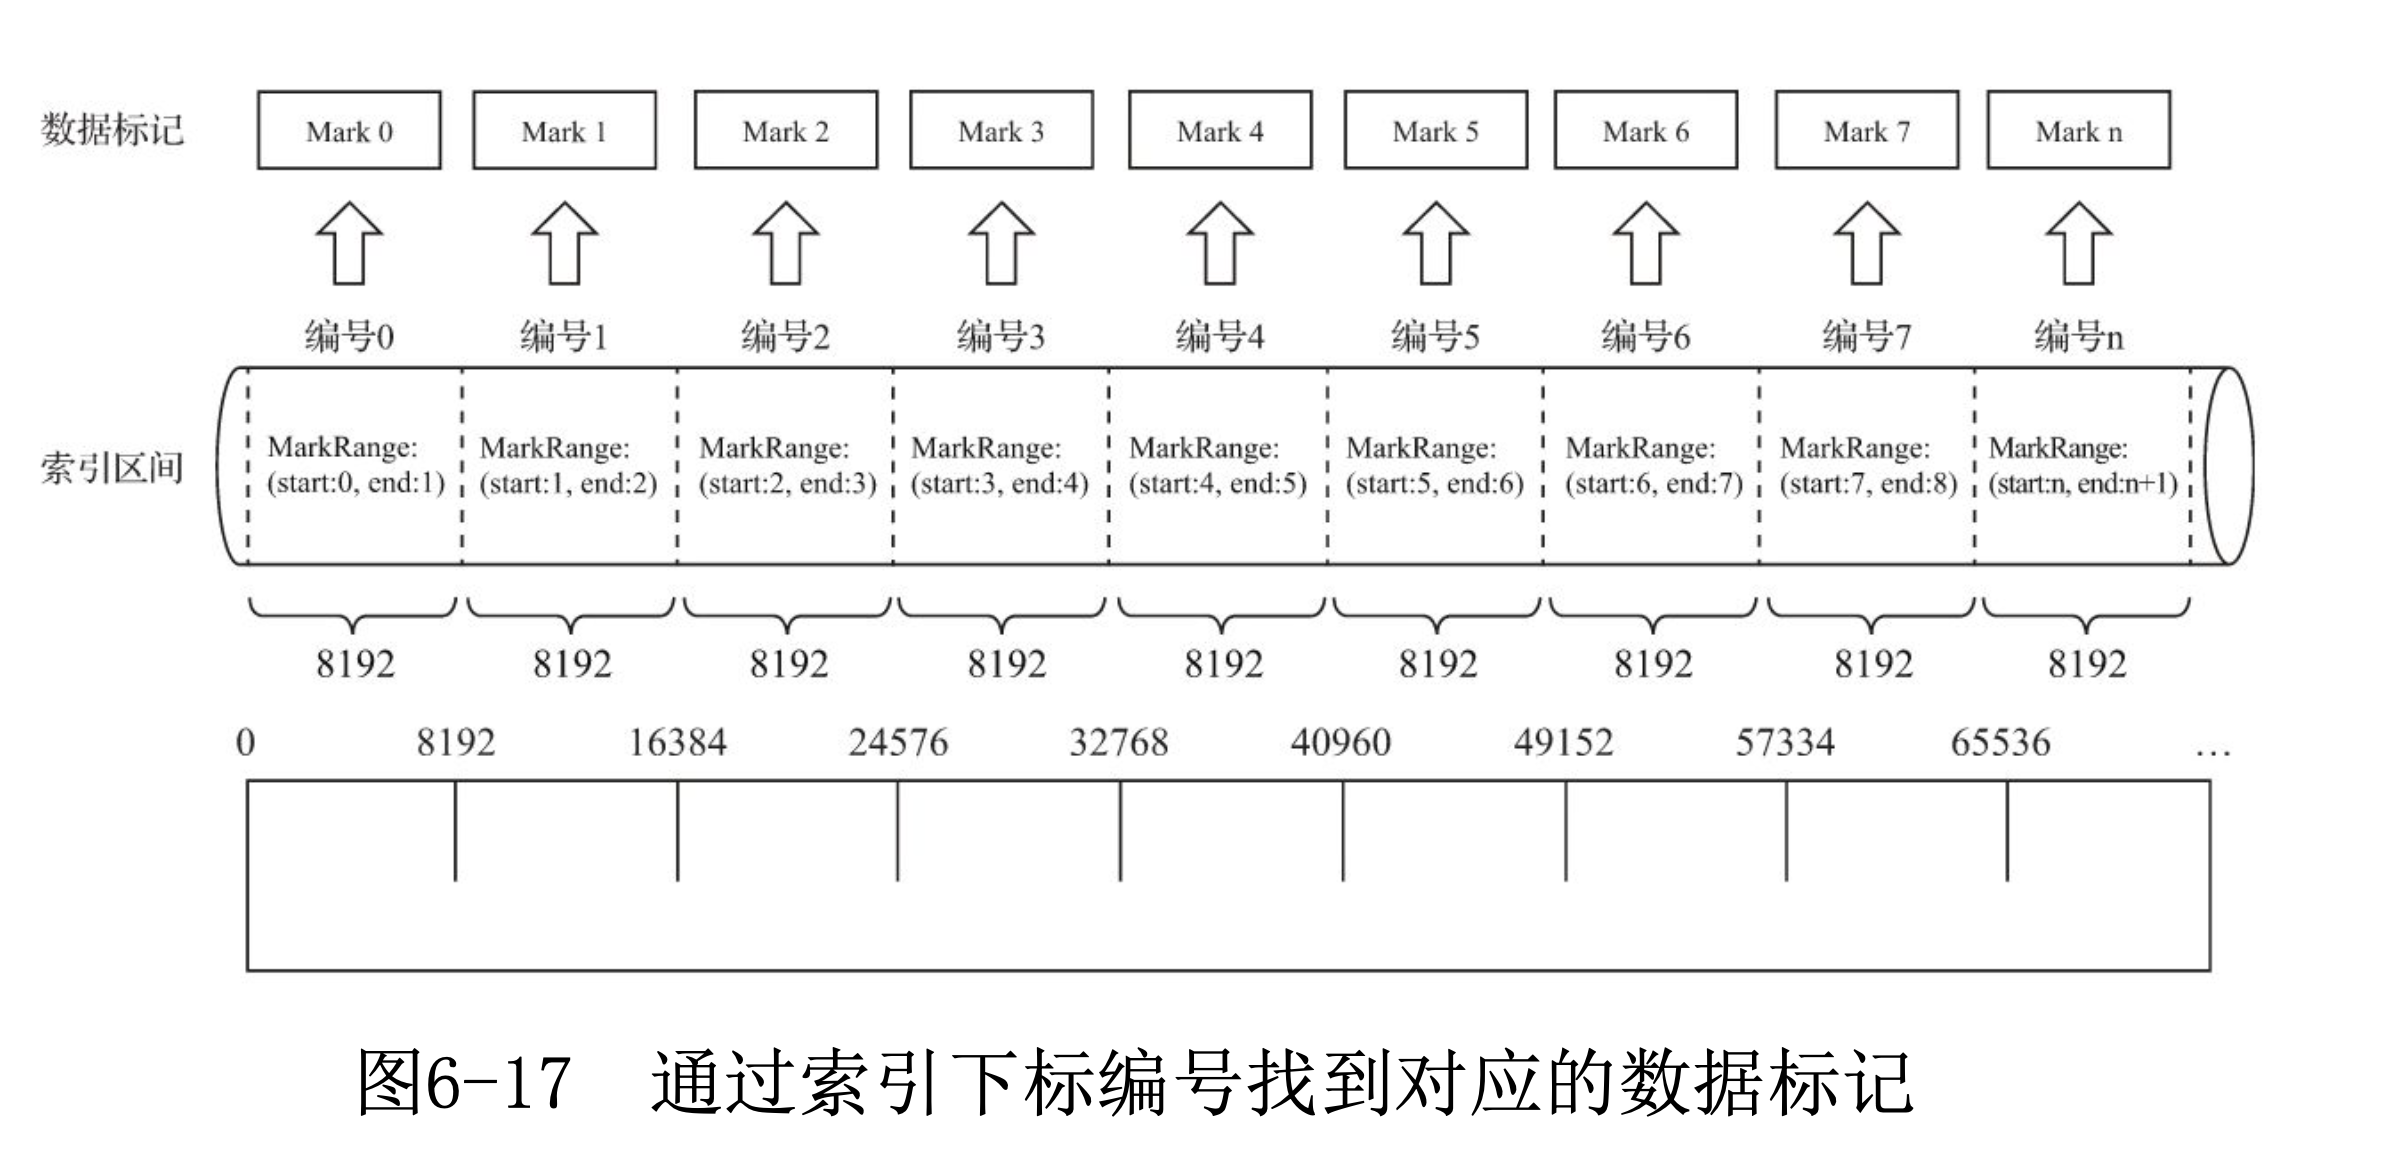 数据标记 Mark 0 Mark 1 Mark 2 Mark 3 Mark 4 Mark 5 Mark 6 Mark 7 Mark n
编号0 编号1 编号2 编号3 编号4 编号5 编号6 编号7 编号n
索引区间
MarkRange: MarkRange: MarkRange: MarkRange: MarkRange: MarkRange: MarkRange: MarkRange: MarkRange:
(start:0, end:1) (start:1, end:2) (start:2, end:3) (start:3, end:4) (start:4, end:5) (start:5, end:6) (start:6, end:7) (start:7, end:8) (start:n, end:n+1)
8192 8192 8192 8192 8192 8192 8192 8192 8192
0 8192 16384 24576 32768 40960 49152 57334 65536 …
图6-17 通过索引下标编号找到对应的数据标记